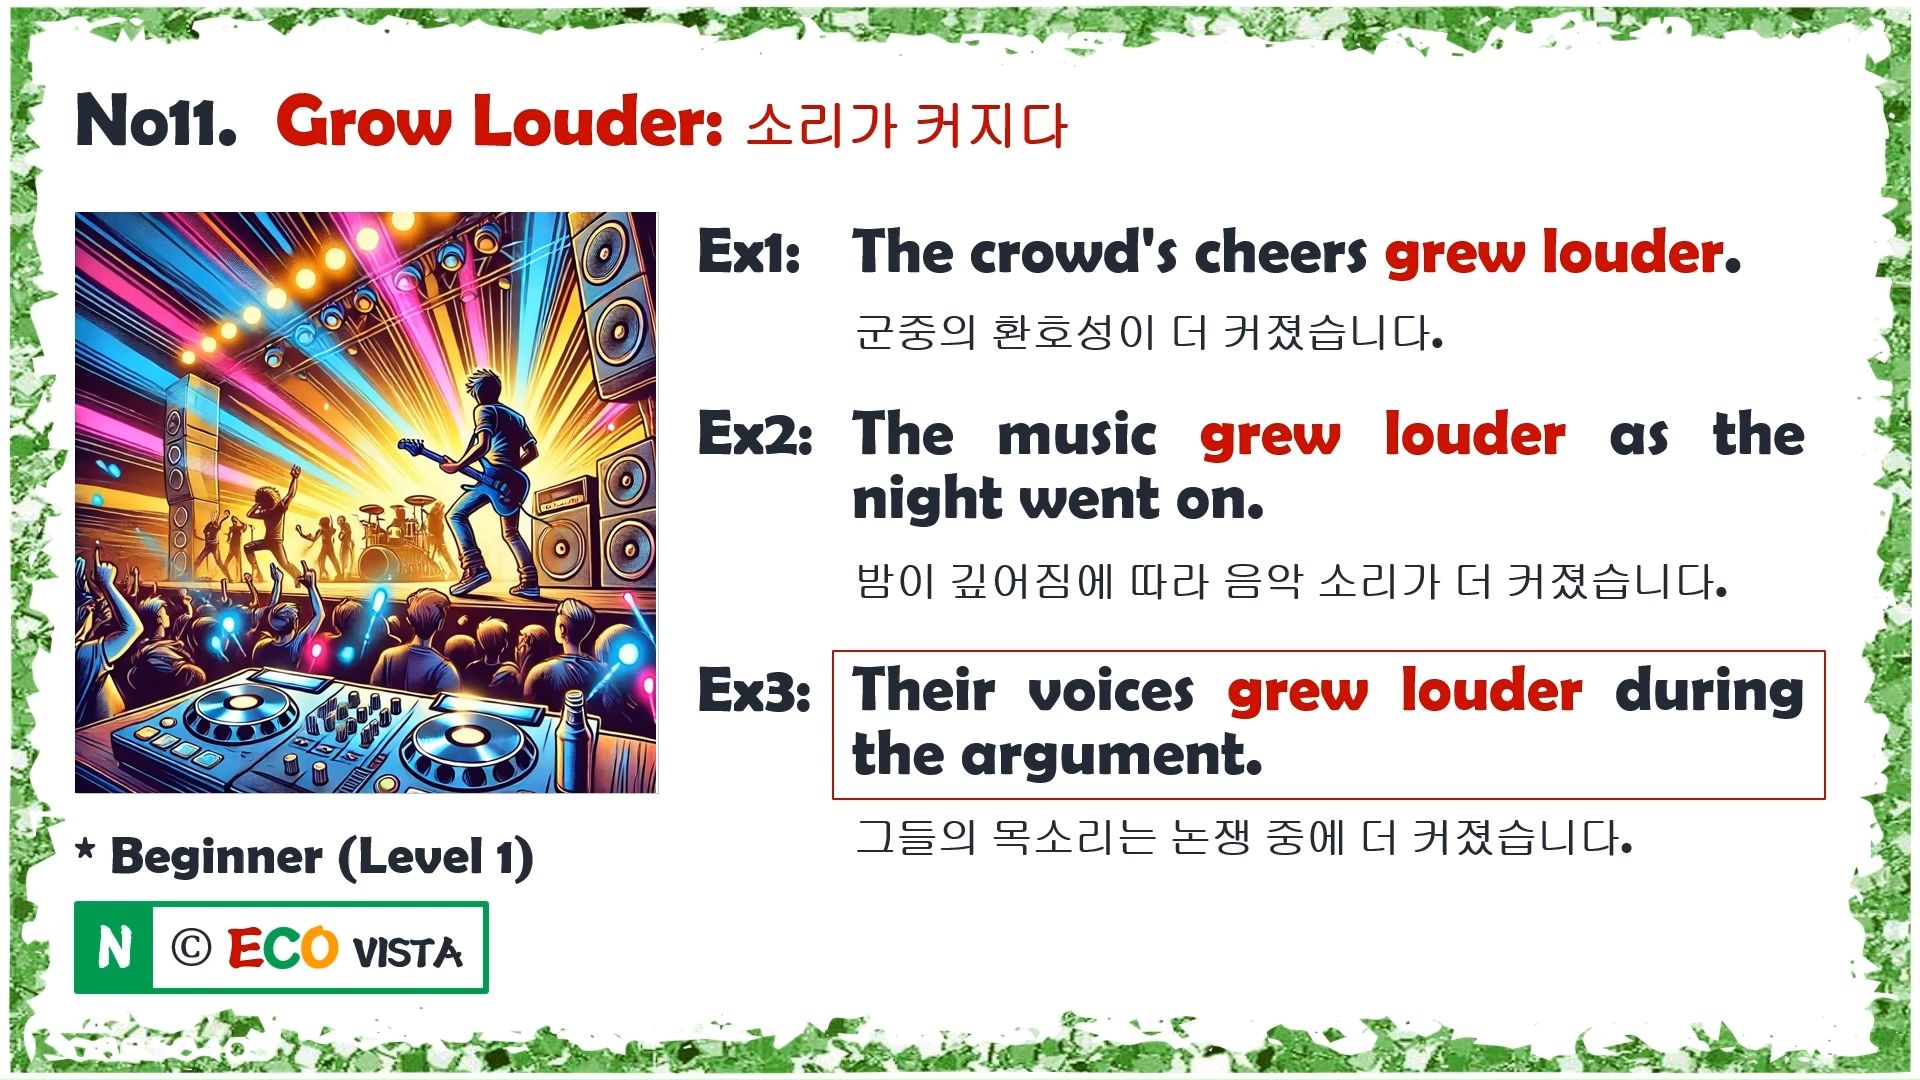 No11. Grow Louder: 소리가 커지다
Ex1: The crowd's cheers grew louder.
군중의 환호성이 더 커졌습니다.
Ex2: The music grew louder as the
night went on.
밤이 깊어짐에 따라 음악 소리가 더 커졌습니다.
Ex3: Their voices grew louder during
the argument.
그들의 목소리는 논쟁 중에 더 커졌습니다.
* Beginner (Level 1)
N © ECO VISTA